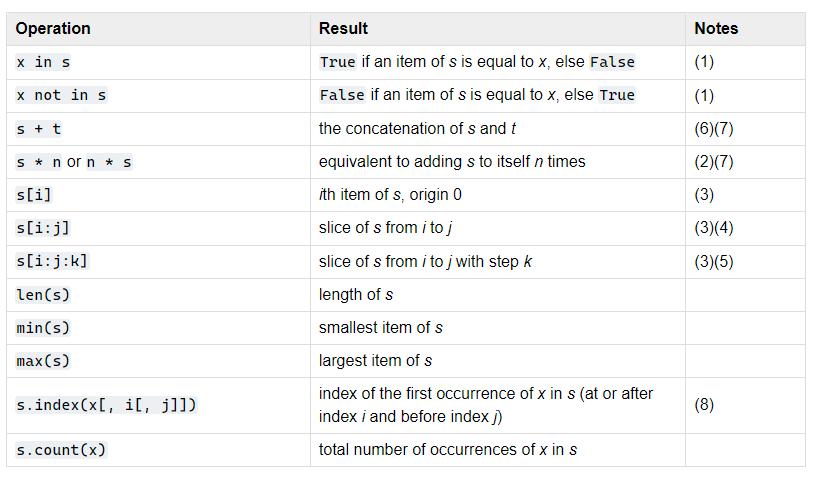 Operation Result Notes
x in s True if an item of s is equal to x, else False (1)
x not in s False if an item of s is equal to x, else True (1)
s + t the concatenation of s and t (6)(7)
s * n or n * s equivalent to adding s to itself n times (2)(7)
s[i] ith item of s, origin 0 (3)
s[i:j] slice of s from i to j (3)(4)
s[i:j:k] slice of s from i to j with step k (3)(5)
len(s) length of s
min(s) smallest item of s
max(s) largest item of s
s.index(x[, i[, j]]) index of the first occurrence of x in s (at or after
index i and before index j) (8)
s.count(x) total number of occurrences of x in s